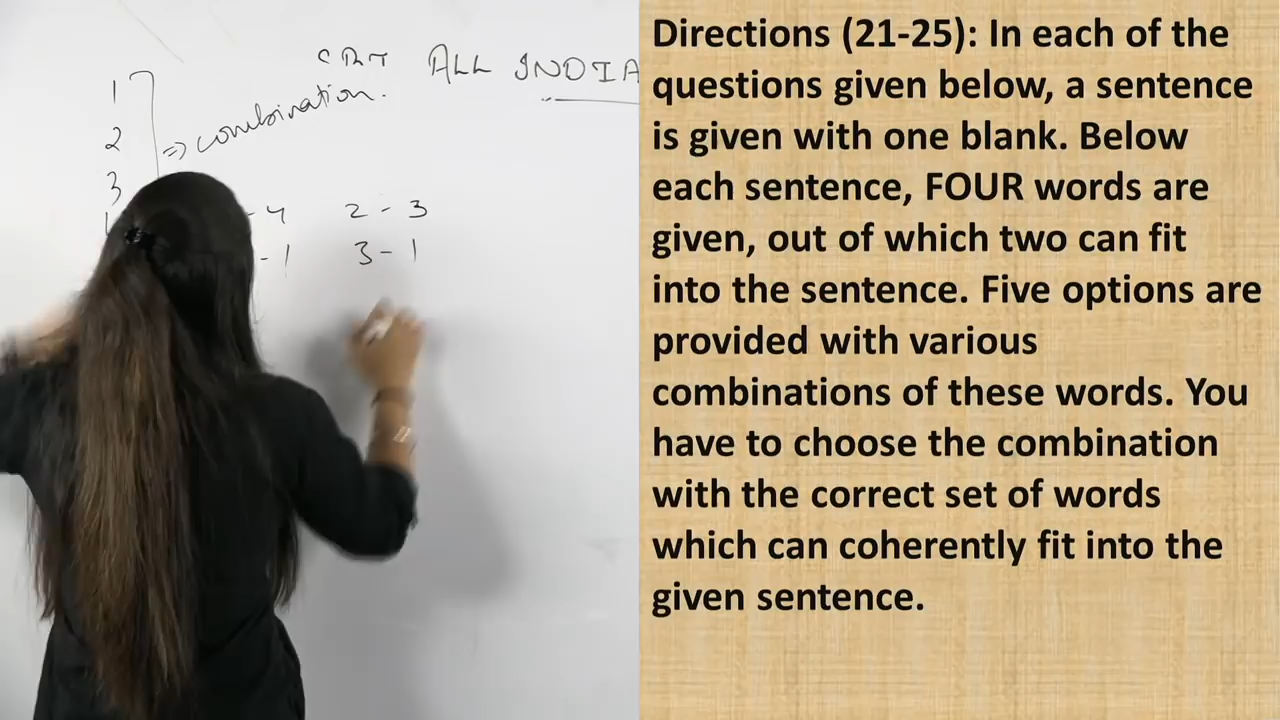 ALL INDIA
1
2
3
=> combination.
- 4 2 - 3
- 1 3 - 1
Directions (21-25): In each of the
questions given below, a sentence
is given with one blank. Below
each sentence, FOUR words are
given, out of which two can fit
into the sentence. Five options are
provided with various
combinations of these words. You
have to choose the combination
with the correct set of words
which can coherently fit into the
given sentence.